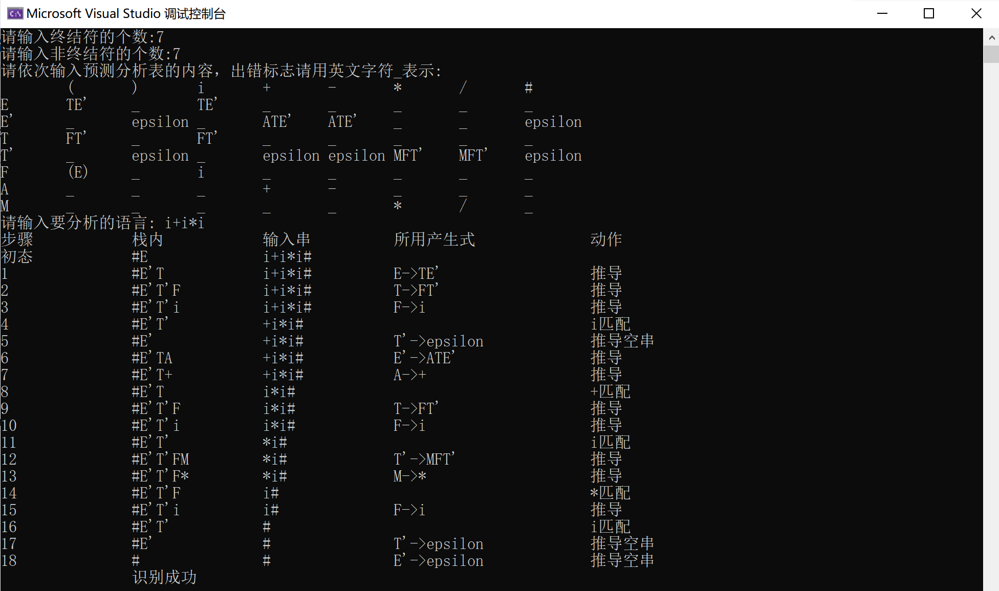 Microsoft Visual Studio 调试控制台
请输入终结符的个数:7
请输入非终结符的个数:7
请依次输入预测分析表的内容，出错标志请用英文字符_表示:
( ) i + - * / #
E TE' _ TE' _ _ _ _ _
E' _ epsilon _ ATE' ATE' _ _ epsilon
T FT' _ FT' _ _ _ _ _
T' _ epsilon _ epsilon epsilon MFT' MFT' epsilon
F (E) _ i _ _ _ _ _
A _ _ _ + - _ _ _
M _ _ _ _ _ * / _
请输入要分析的语言: i+i*i
步骤 栈内 输入串 所用产生式 动作
初态 #E i+i*i#
1 #E'T i+i*i# E->TE' 推导
2 #E'T'F i+i*i# T->FT' 推导
3 #E'T'i i+i*i# F->i 推导
4 #E'T' +i*i# i匹配
5 #E' +i*i# T'->epsilon 推导空串
6 #E'TA +i*i# E'->ATE' 推导
7 #E'T+ +i*i# A->+ 推导
8 #E'T i*i# +匹配
9 #E'T'F i*i# T->FT' 推导
10 #E'T'i i*i# F->i 推导
11 #E'T' *i# i匹配
12 #E'T'FM *i# T'->MFT' 推导
13 #E'T'F* *i# M->* 推导
14 #E'T'F i# *匹配
15 #E'T'i i# F->i 推导
16 #E'T' # i匹配
17 #E' # T'->epsilon 推导空串
18 # # E'->epsilon 推导空串
识别成功